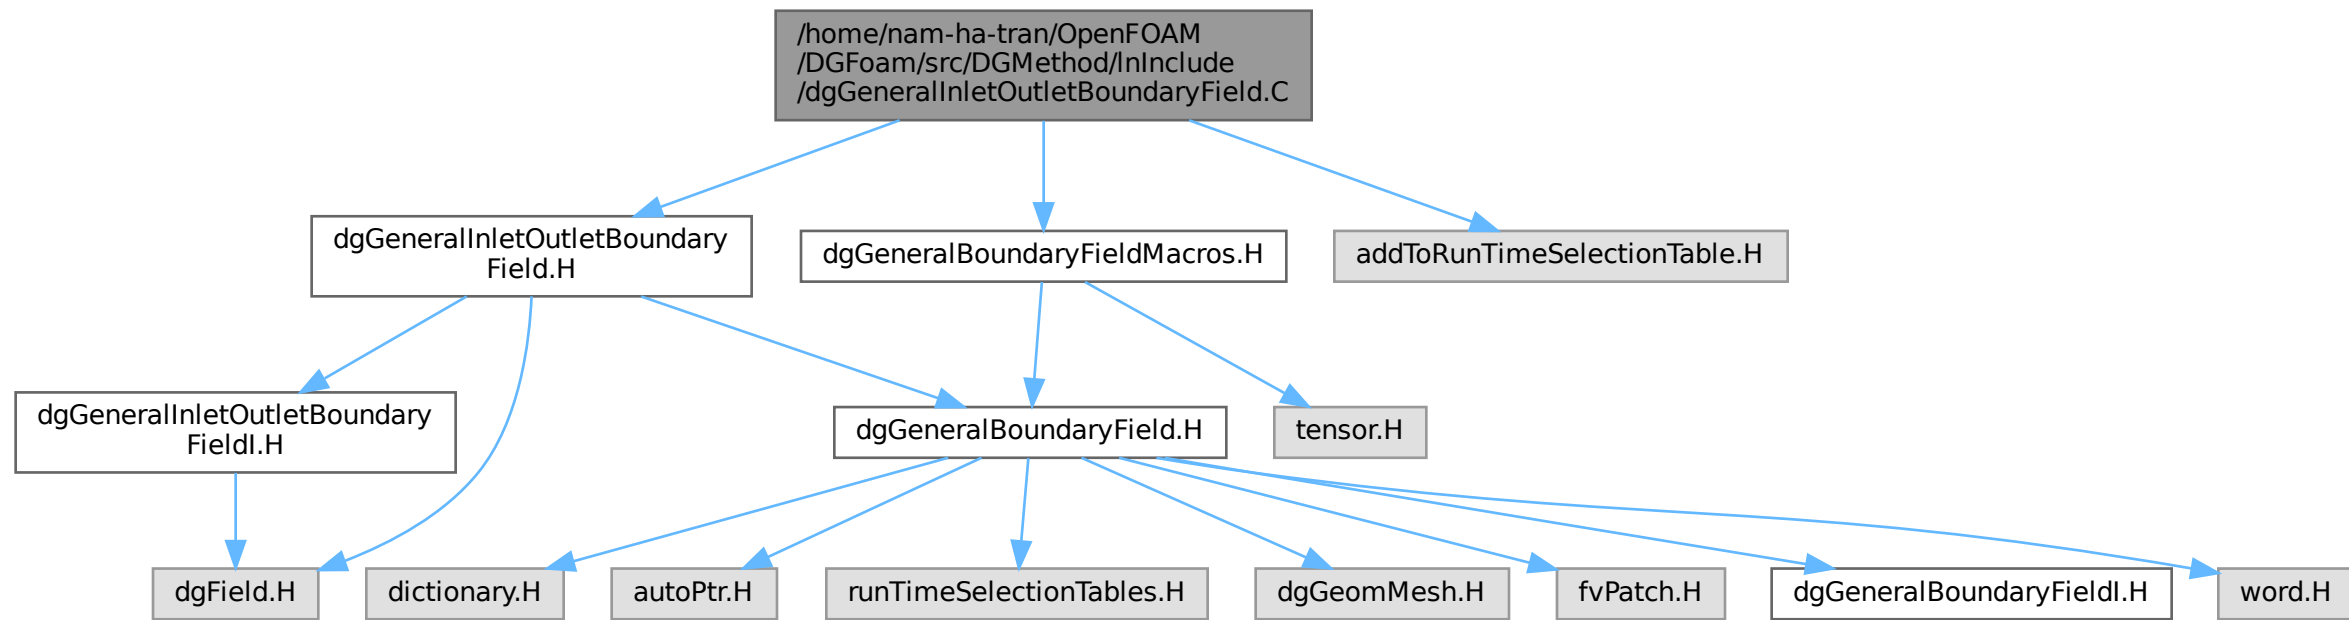 /home/nam-ha-tran/OpenFOAM
/DGFoam/src/DGMethod/lnInclude
/dgGeneralInletOutletBoundaryField.C
dgGeneralInletOutletBoundary
Field.H
dgGeneralBoundaryFieldMacros.H
addToRunTimeSelectionTable.H
dgGeneralInletOutletBoundary
FieldI.H
dgGeneralBoundaryField.H
tensor.H
dgField.H
dictionary.H
autoPtr.H
runTimeSelectionTables.H
dgGeomMesh.H
fvPatch.H
dgGeneralBoundaryFieldI.H
word.H